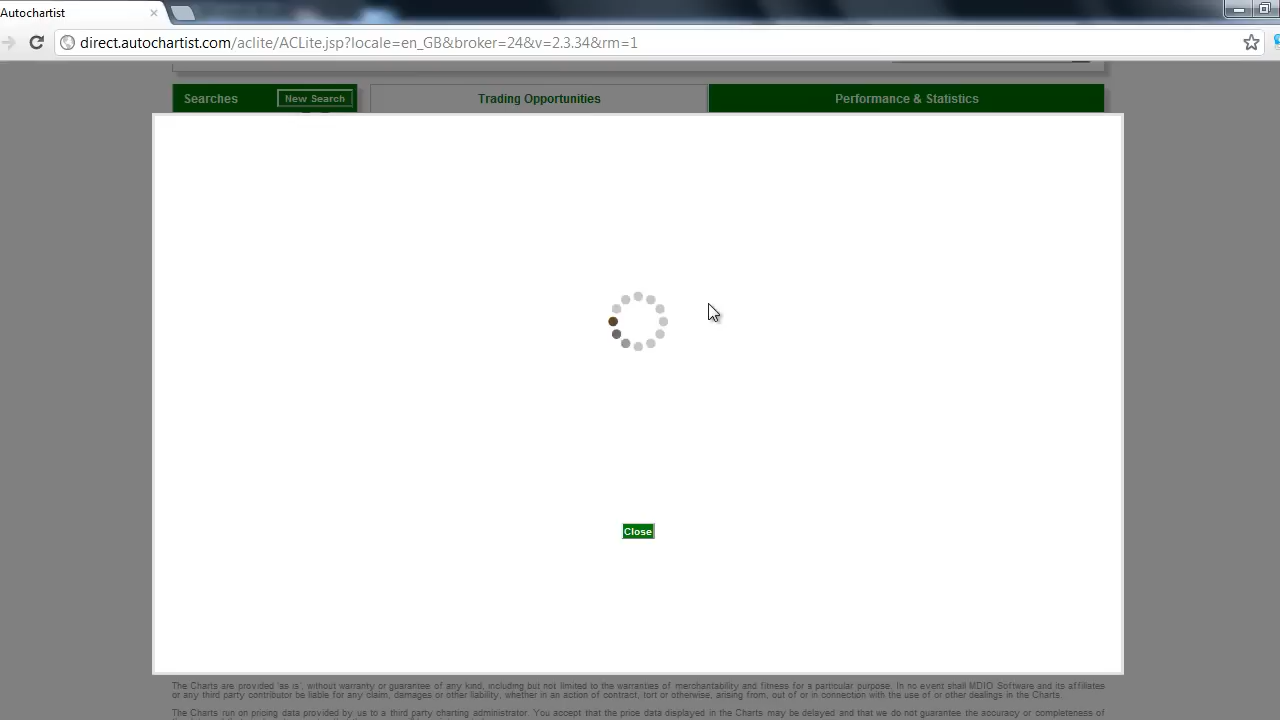 Autochartist
direct.autochartist.com/aclite/ACLite.jsp?locale=en_GB&broker=24&v=2.3.34&rm=1
Searches New Search Trading Opportunities Performance & Statistics
Close
The Charts are provided 'as is', without warranty or guarantee of any kind, including but not limited to the warranties of merchantability and fitness for a particular purpose. In no event shall MDIO Software and its affiliates
or any third party contributor be liable for any claim, damages or other liability, whether in an action of contract, tort or otherwise, arising from, out of or in connection with the use of or other dealings in the Charts.
The Charts run on pricing data provided by us to a third party charting administrator. You accept that the price data displayed in the Charts may be delayed and that we do not guarantee the accuracy or completeness of